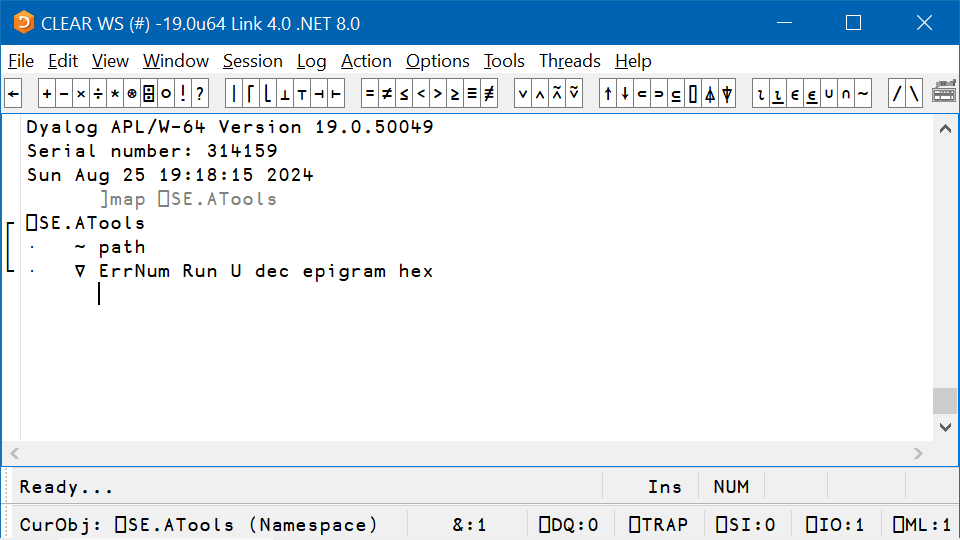 CLEAR WS (#) -19.0u64 Link 4.0 .NET 8.0
File Edit View Window Session Log Action Options Tools Threads Help
← + - × ÷ * ⍟ ⌹ ○ ! ? | ⌈ ⌊ ⊥ ⊤ ⊣ ⊢ = ≠ ≤ < > ≥ ≡ ≢ ∨ ∧ ⍲ ⍱ ↑ ↓ ⊂ ⊃ ⊆ ⌷ ⍋ ⍒ ⍳ ⍸ ∊ ⍷ ∪ ∩ ~ / \
Dyalog APL/W-64 Version 19.0.50049
Serial number: 314159
Sun Aug 25 19:18:15 2024
]map ⎕SE.ATools
⎕SE.ATools
· ~ path
· ∇ ErrNum Run U dec epigram hex
Ready... Ins NUM
CurObj: ⎕SE.ATools (Namespace) &:1 ⎕DQ:0 ⎕TRAP ⎕SI:0 ⎕IO:1 ⎕ML:1